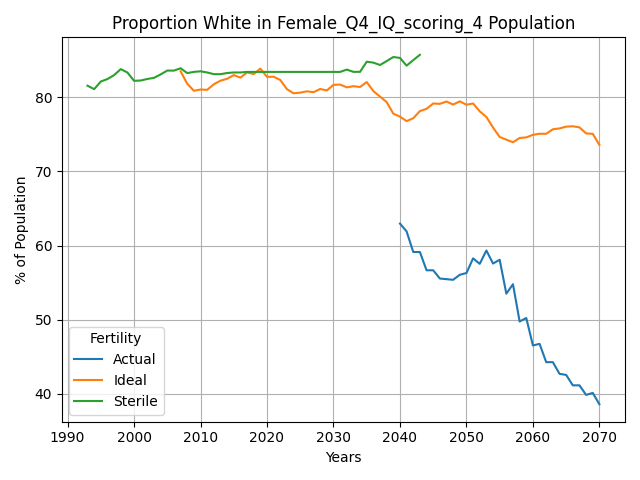 Proportion White in Female_Q4_IQ_scoring_4 Population
% of Population
80
70
60
50
40
Fertility
Actual
Ideal
Sterile
1990 2000 2010 2020 2030 2040 2050 2060 2070
Years